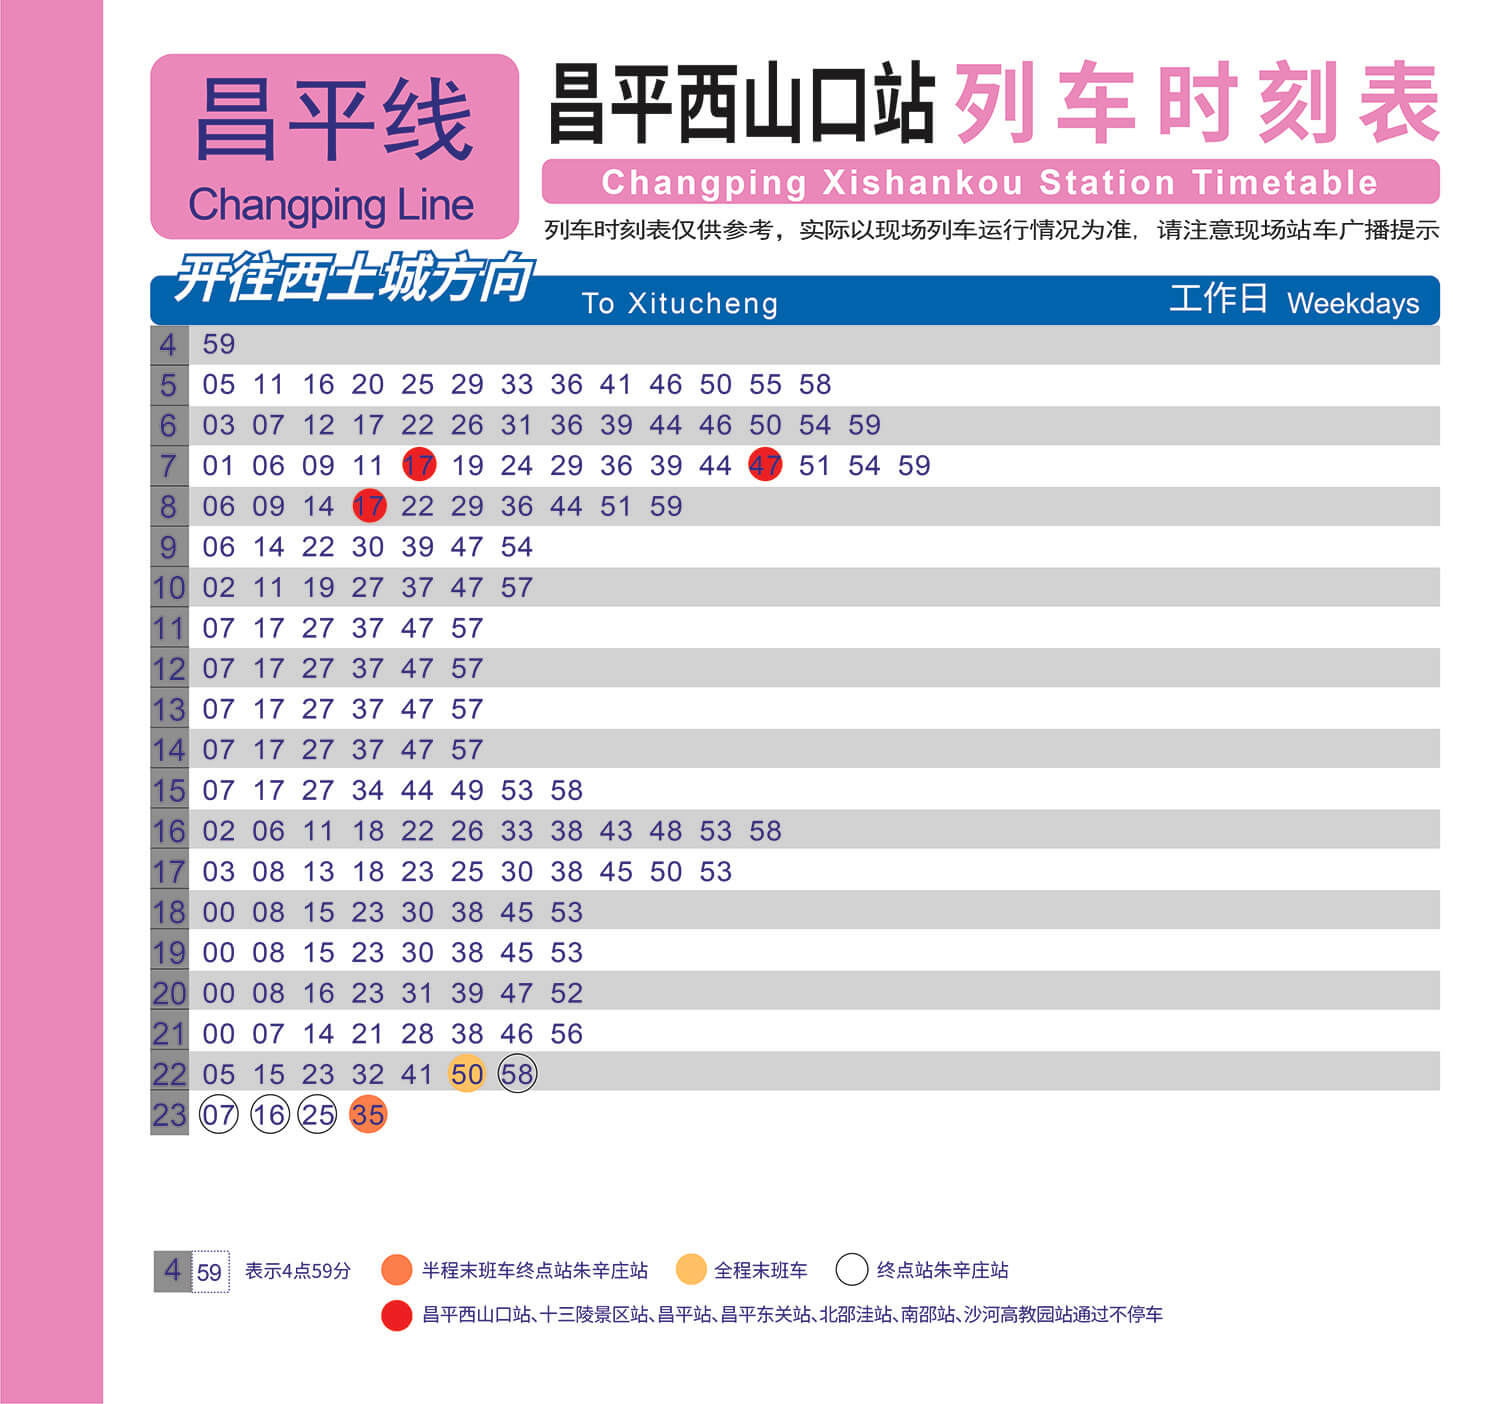 昌平线
Changping Line
昌平西山口站 列车时刻表
Changping Xishankou Station Timetable
列车时刻表仅供参考，实际以现场列车运行情况为准，请注意现场站车广播提示
开往西土城方向 To Xitucheng 工作日 Weekdays
4 59
5 05 11 16 20 25 29 33 36 41 46 50 55 58
6 03 07 12 17 22 26 31 36 39 44 46 50 54 59
7 01 06 09 11 17 19 24 29 36 39 44 47 51 54 59
8 06 09 14 17 22 29 36 44 51 59
9 06 14 22 30 39 47 54
10 02 11 19 27 37 47 57
11 07 17 27 37 47 57
12 07 17 27 37 47 57
13 07 17 27 37 47 57
14 07 17 27 37 47 57
15 07 17 27 34 44 49 53 58
16 02 06 11 18 22 26 33 38 43 48 53 58
17 03 08 13 18 23 25 30 38 45 50 53
18 00 08 15 23 30 38 45 53
19 00 08 15 23 30 38 45 53
20 00 08 16 23 31 39 47 52
21 00 07 14 21 28 38 46 56
22 05 15 23 32 41 50 58
23 07 16 25 35
4 59 表示4点59分 半程末班车终点站朱辛庄站 全程末班车 终点站朱辛庄站
昌平西山口站、十三陵景区站、昌平站、昌平东关站、北邵洼站、南邵站、沙河高教园站通过不停车